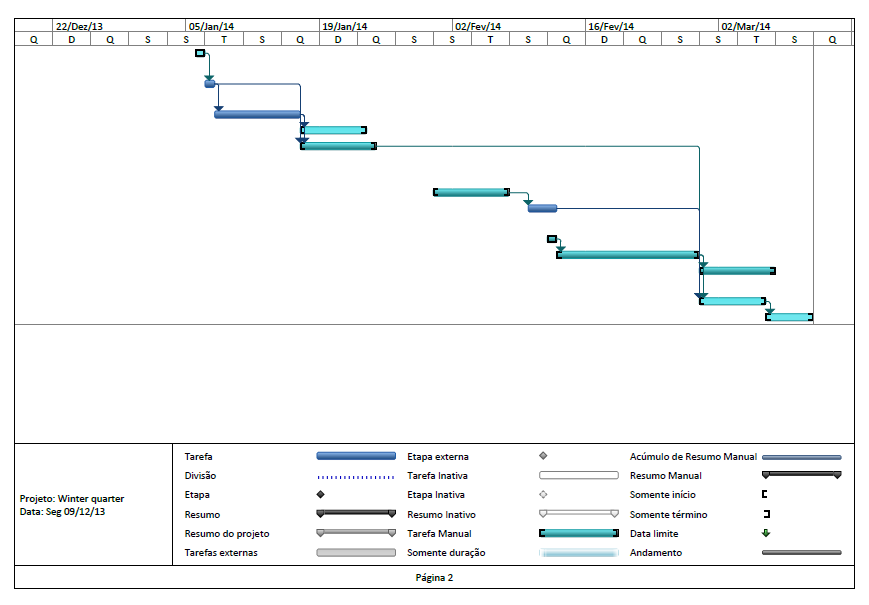 22/Dez/13 05/Jan/14 19/Jan/14 02/Fev/14 16/Fev/14 02/Mar/14
Q D Q S S T S Q D Q S S T S Q D Q S S T S Q
Tarefa Etapa externa Acúmulo de Resumo Manual
Divisão Tarefa Inativa Resumo Manual
Etapa Etapa Inativa Somente início
Resumo Resumo Inativo Somente término
Resumo do projeto Tarefa Manual Data limite
Tarefas externas Somente duração Andamento
Projeto: Winter quarter
Data: Seg 09/12/13
Página 2